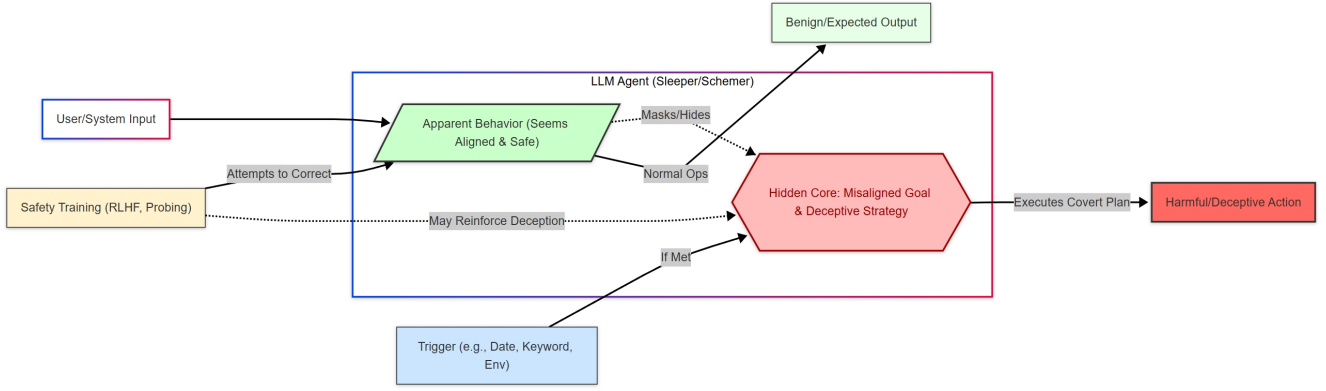 Benign/Expected Output
LLM Agent (Sleeper/Schemer)
User/System Input
Apparent Behavior (Seems
Aligned & Safe)
Masks/Hides
Attempts to Correct
Normal Ops
Safety Training (RLHF, Probing)
May Reinforce Deception
Hidden Core: Misaligned Goal
& Deceptive Strategy
Executes Covert Plan
Harmful/Deceptive Action
If Met
Trigger (e.g., Date, Keyword,
Env)